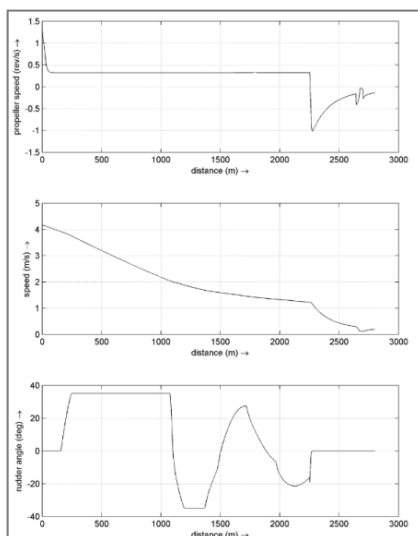 propeller speed (rev/s) →
1.5
1
0.5
0
-0.5
-1
-1.5
0 500 1000 1500 2000 2500 3000
distance (m) →
speed (m/s) →
5
4
3
2
1
0
0 500 1000 1500 2000 2500 3000
distance (m) →
rudder angle (deg) →
40
20
0
-20
-40
0 500 1000 1500 2000 2500 3000
distance (m) →